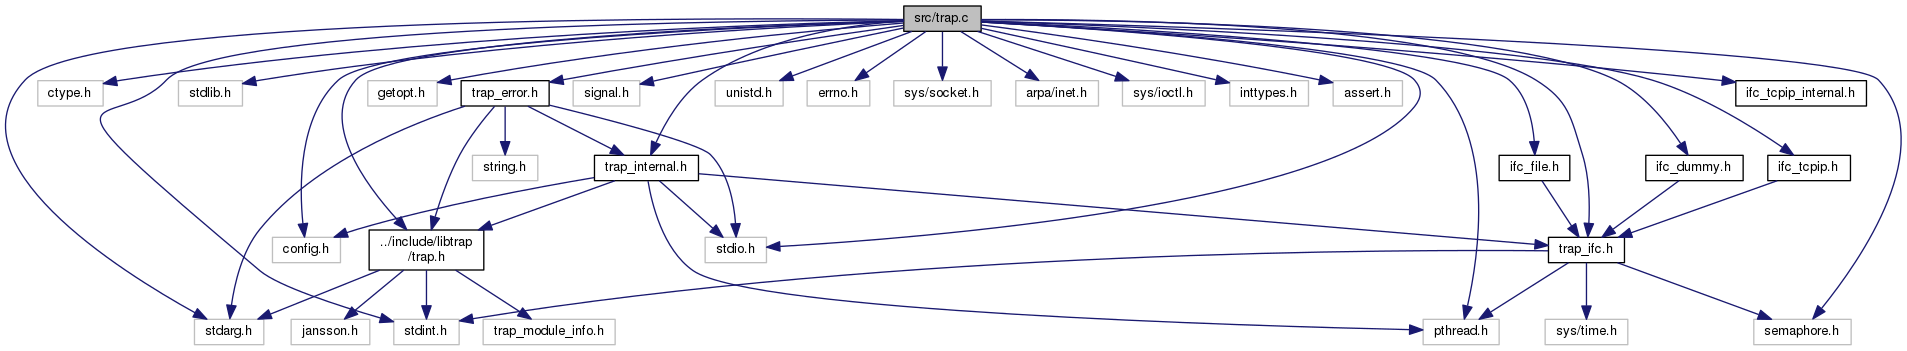 src/trap.c
ctype.h
stdlib.h
getopt.h
trap_error.h
signal.h
unistd.h
errno.h
sys/socket.h
arpa/inet.h
sys/ioctl.h
inttypes.h
assert.h
ifc_tcpip_internal.h
string.h
trap_internal.h
ifc_file.h
ifc_dummy.h
ifc_tcpip.h
config.h
../include/libtrap
/trap.h
stdio.h
trap_ifc.h
stdarg.h
jansson.h
stdint.h
trap_module_info.h
pthread.h
sys/time.h
semaphore.h